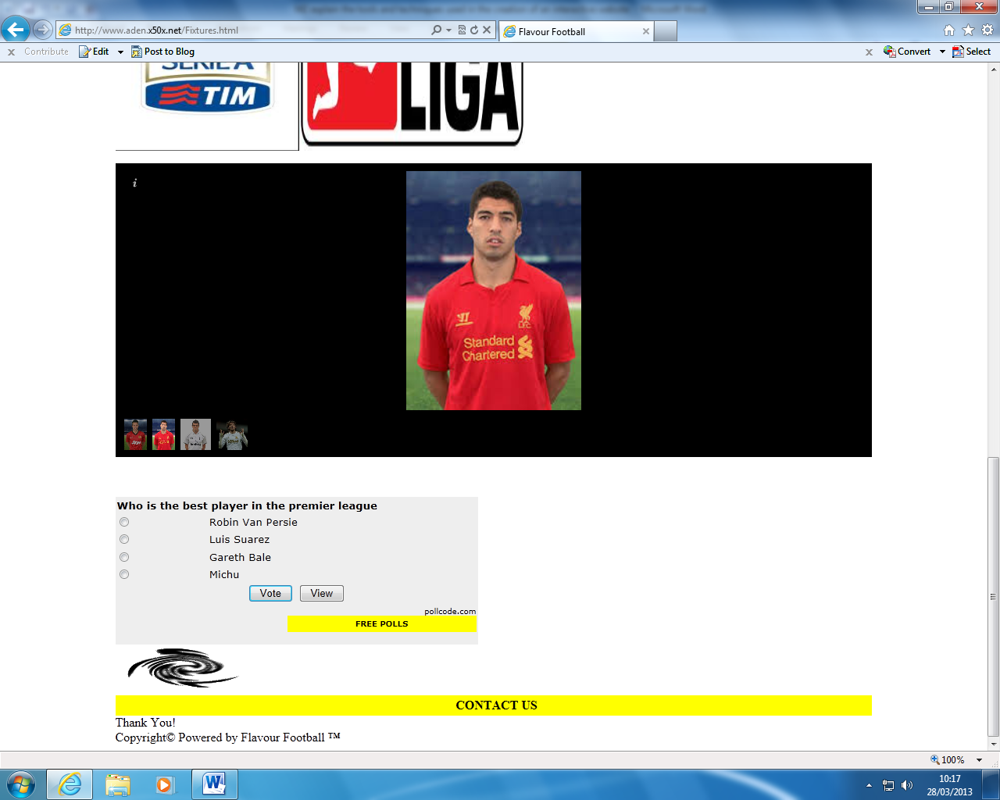 http://www.aden.x50x.net/Fixtures.html
Flavour Football
x Contribute Edit Post to Blog
x Convert Select
SERIE A
TIM
LIGA
i
Standard
Chartered
Who is the best player in the premier league
Robin Van Persie
Luis Suarez
Gareth Bale
Michu
Vote View
pollcode.com
FREE POLLS
CONTACT US
Thank You!
Copyright© Powered by Flavour Football ™
100%
10:17
28/03/2013